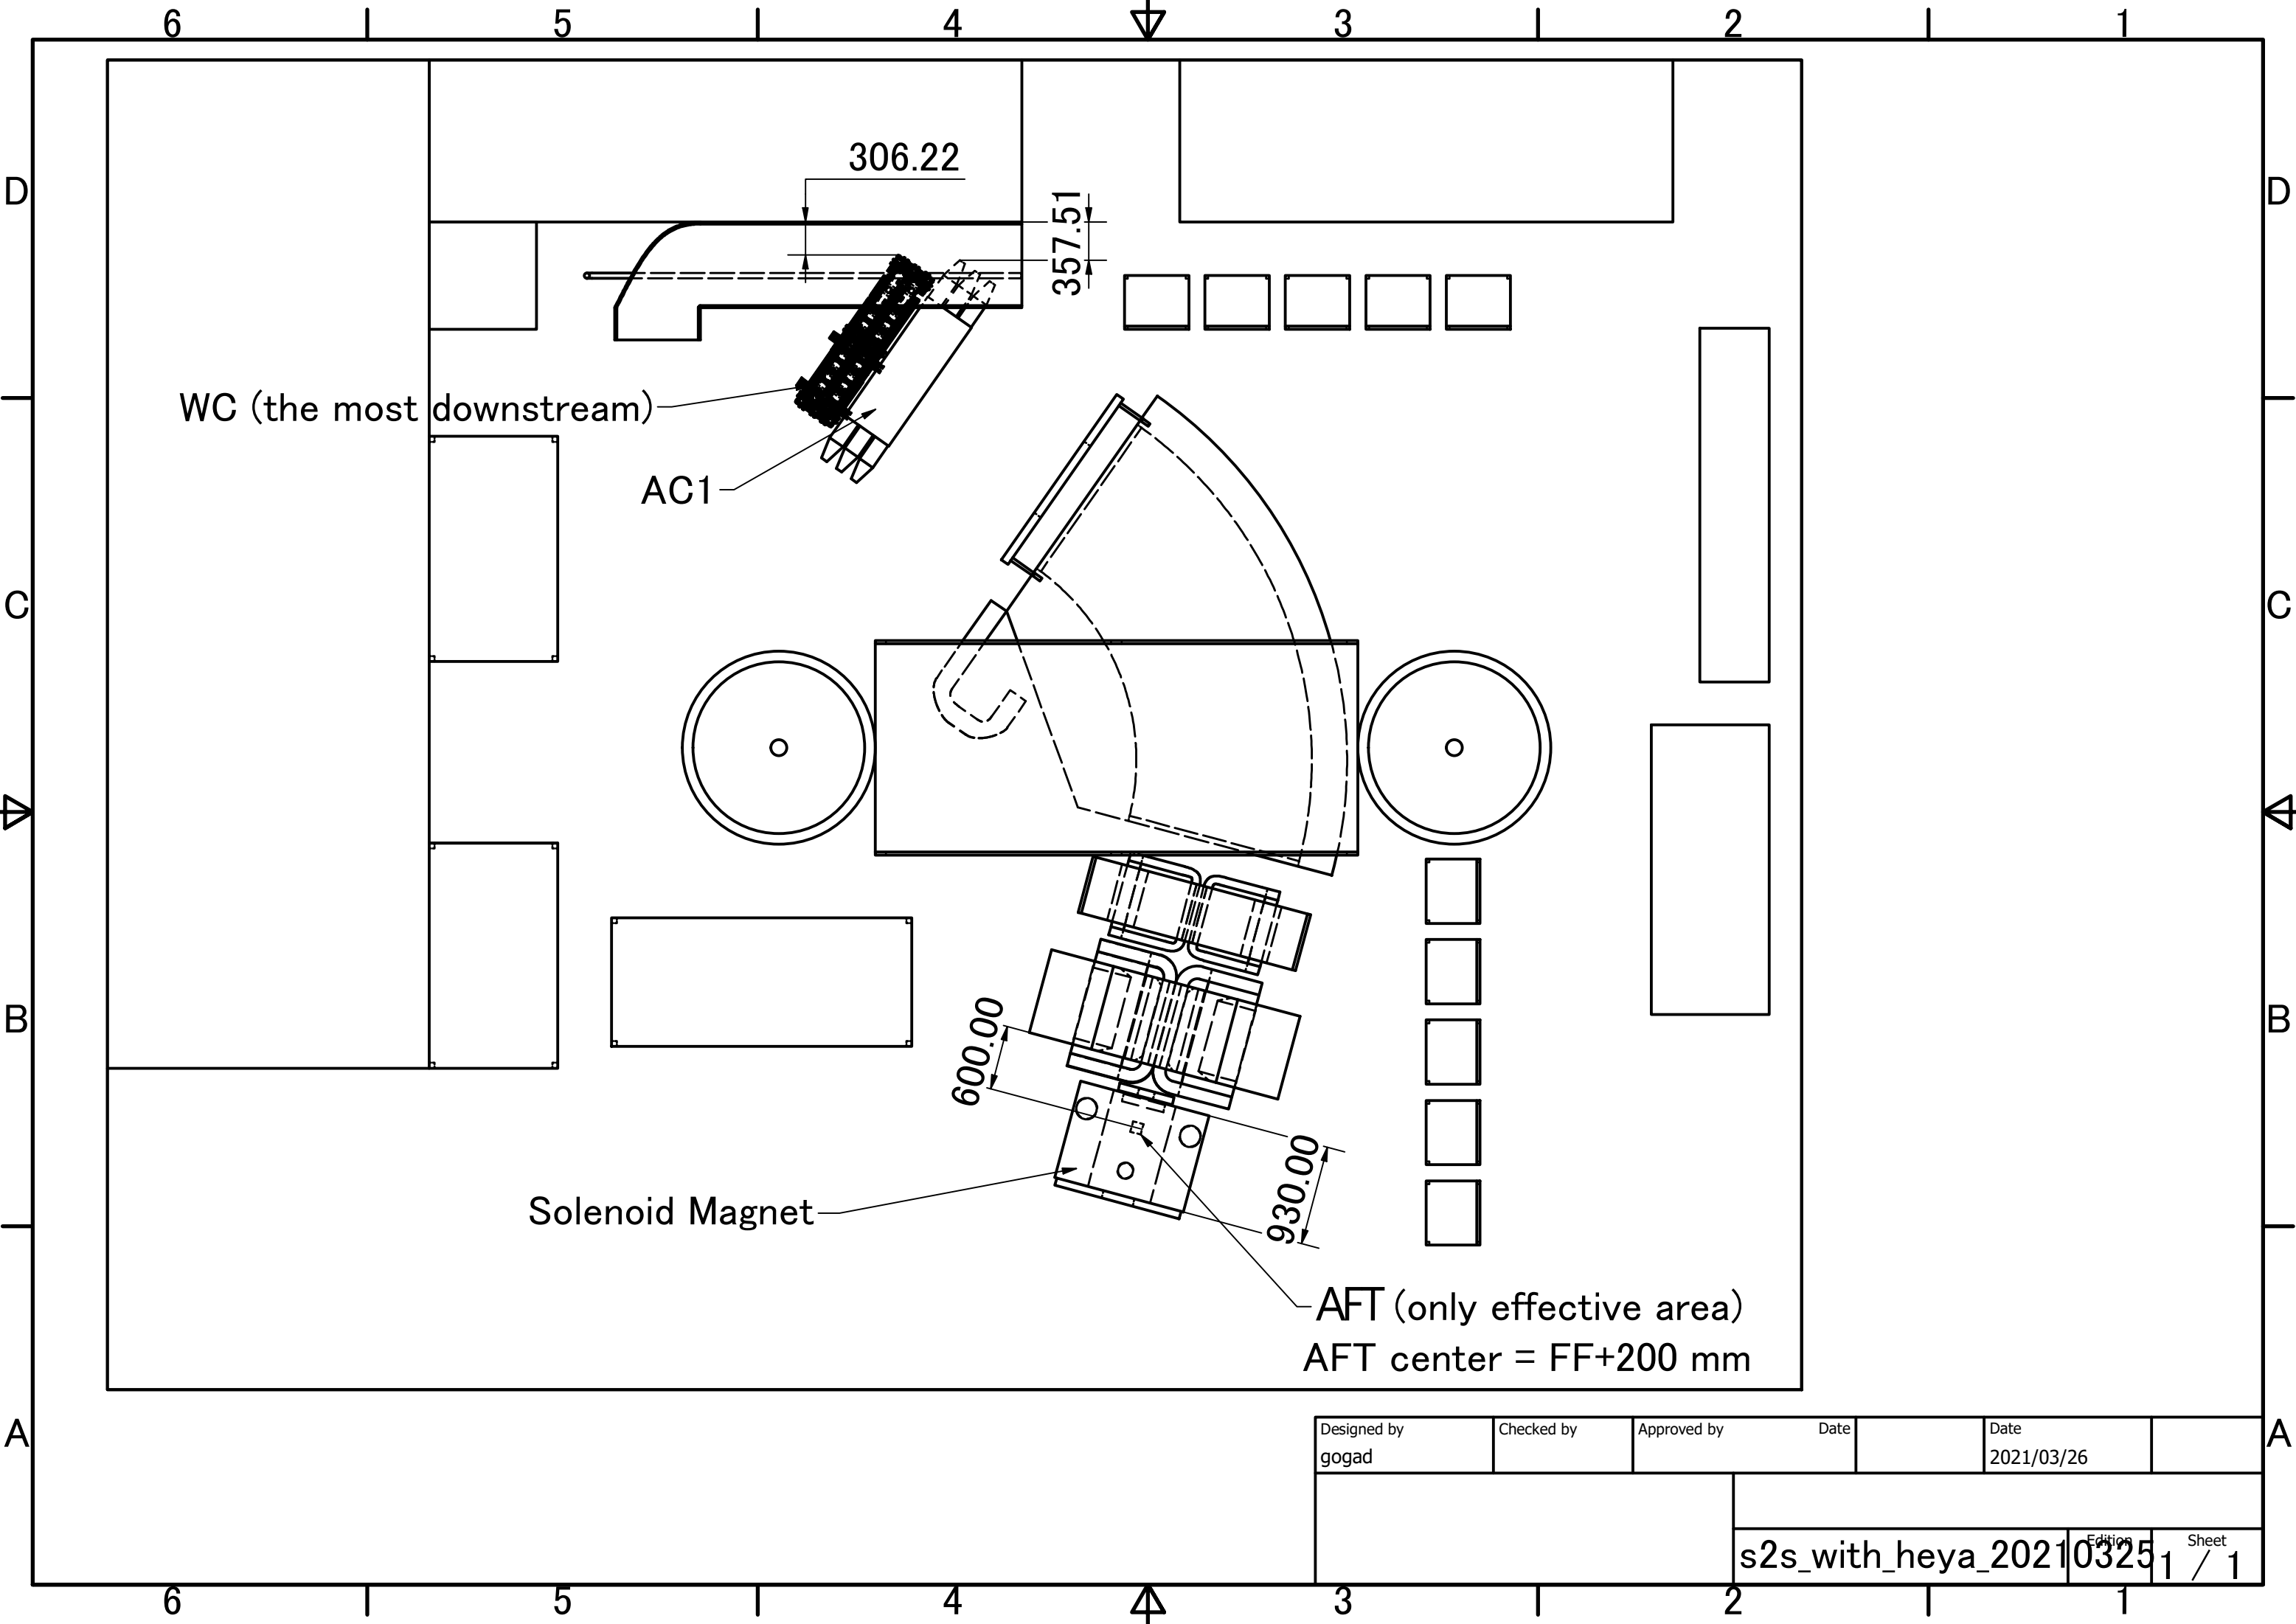 6 5 4 3 2 1
D D
306.22
357.51
WC (the most downstream)
AC1
C C
B B
600.00
930.00
Solenoid Magnet
AFT (only effective area)
AFT center = FF+200 mm
A A
Designed by
gogad
Checked by
Approved by
Date
Date
2021/03/26
s2s_with_heya_20210325
Edition
Sheet
1 / 1
6 5 4 3 2 1